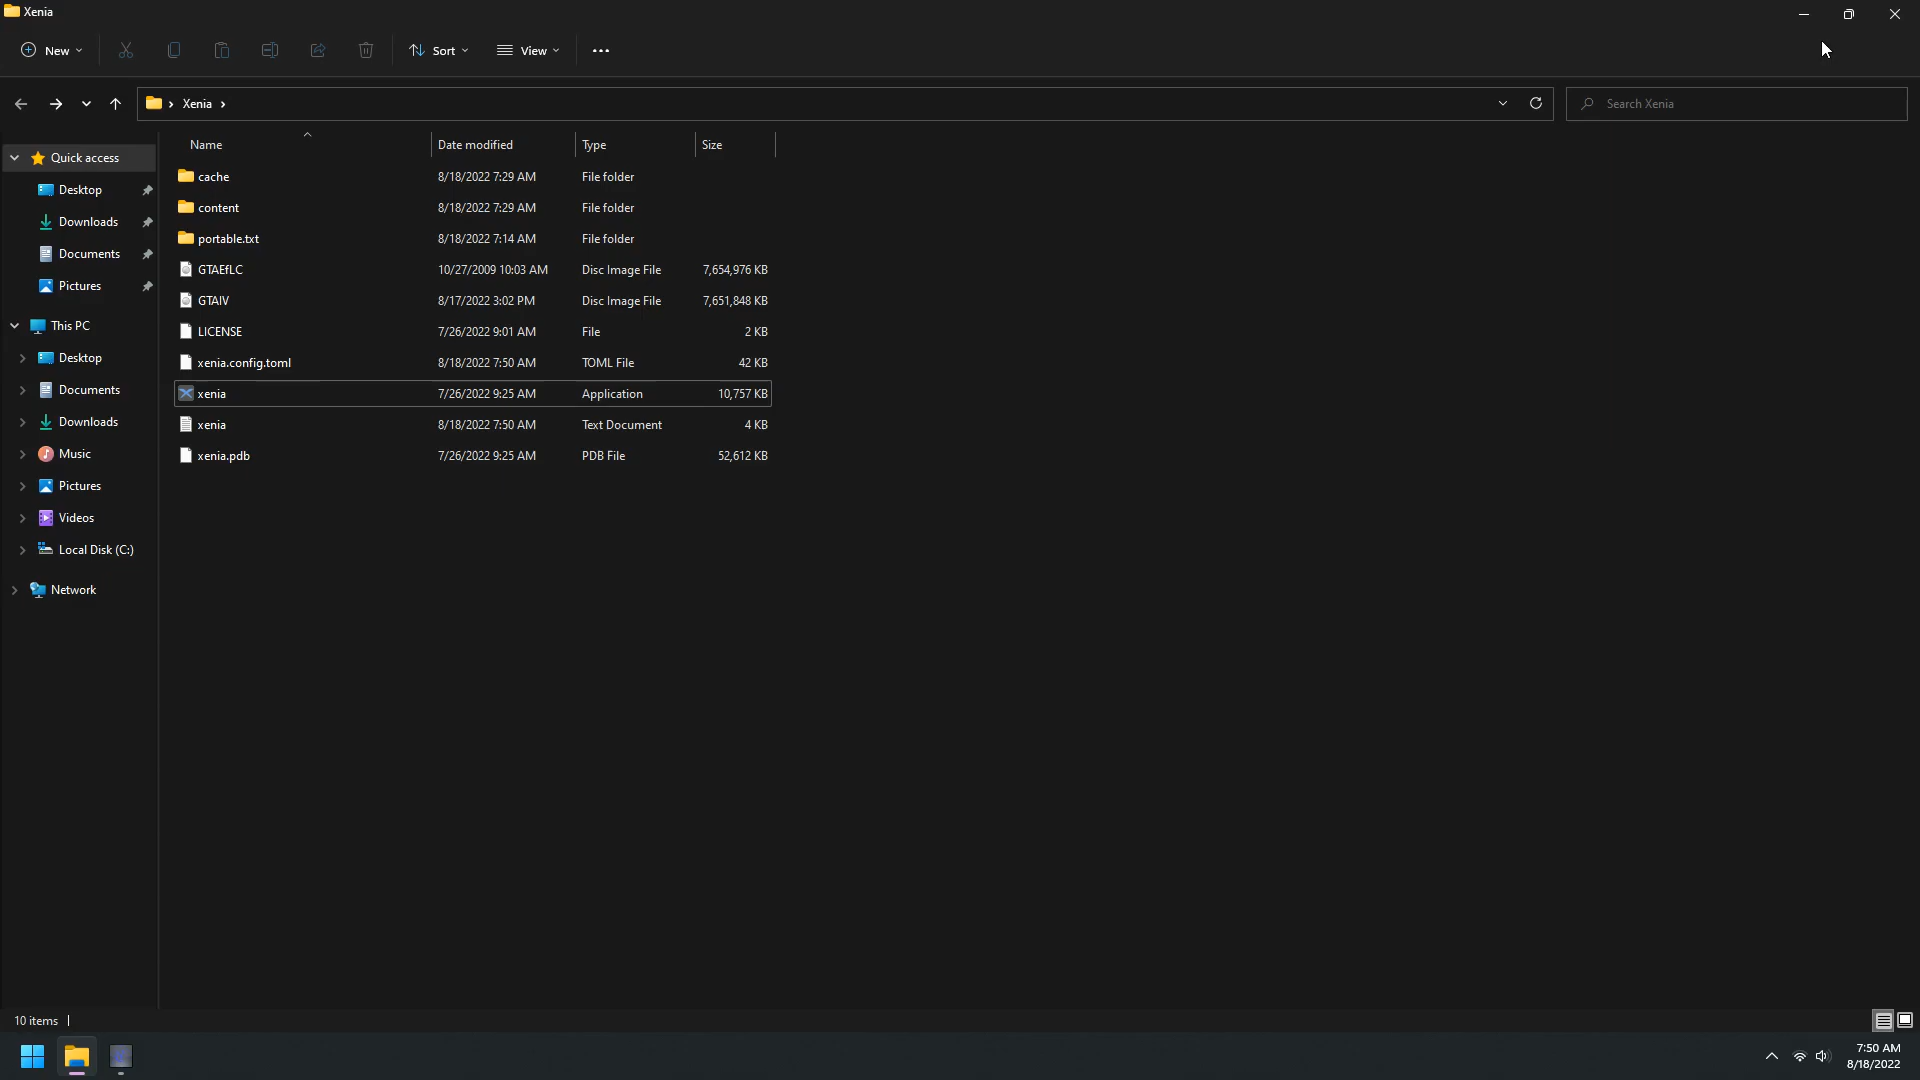 Xenia
New
Sort
View
Xenia
Search Xenia
Name Date modified Type Size
Quick access
Desktop
Downloads
Documents
Pictures
This PC
Desktop
Documents
Downloads
Music
Pictures
Videos
Local Disk (C:)
Network
cache 8/18/2022 7:29 AM File folder
content 8/18/2022 7:29 AM File folder
portable.txt 8/18/2022 7:14 AM File folder
GTAEfLC 10/27/2009 10:03 AM Disc Image File 7,654,976 KB
GTAIV 8/17/2022 3:02 PM Disc Image File 7,651,848 KB
LICENSE 7/26/2022 9:01 AM File 2 KB
xenia.config.toml 8/18/2022 7:50 AM TOML File 42 KB
xenia 7/26/2022 9:25 AM Application 10,757 KB
xenia 8/18/2022 7:50 AM Text Document 4 KB
xenia.pdb 7/26/2022 9:25 AM PDB File 52,612 KB
10 items
7:50 AM
8/18/2022